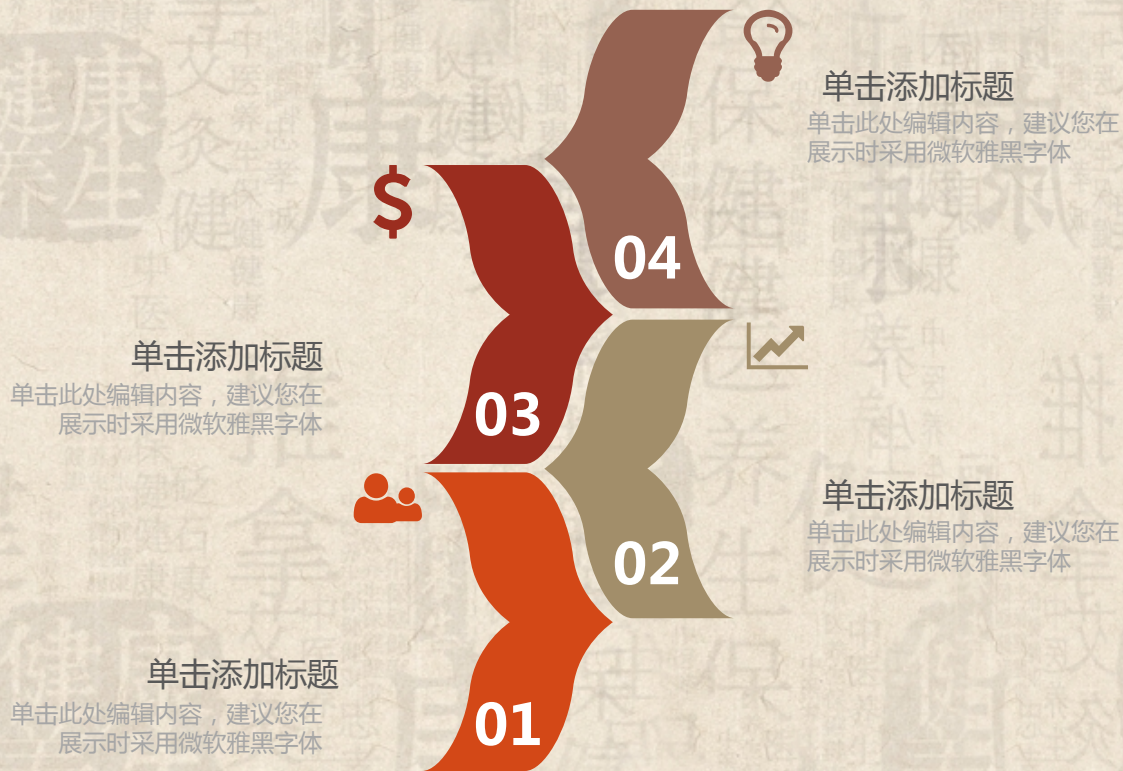 单击添加标题
单击此处编辑内容，建议您在
展示时采用微软雅黑字体
04
单击添加标题
单击此处编辑内容，建议您在
展示时采用微软雅黑字体
03
单击添加标题
单击此处编辑内容，建议您在
展示时采用微软雅黑字体
02
单击添加标题
单击此处编辑内容，建议您在
展示时采用微软雅黑字体
01